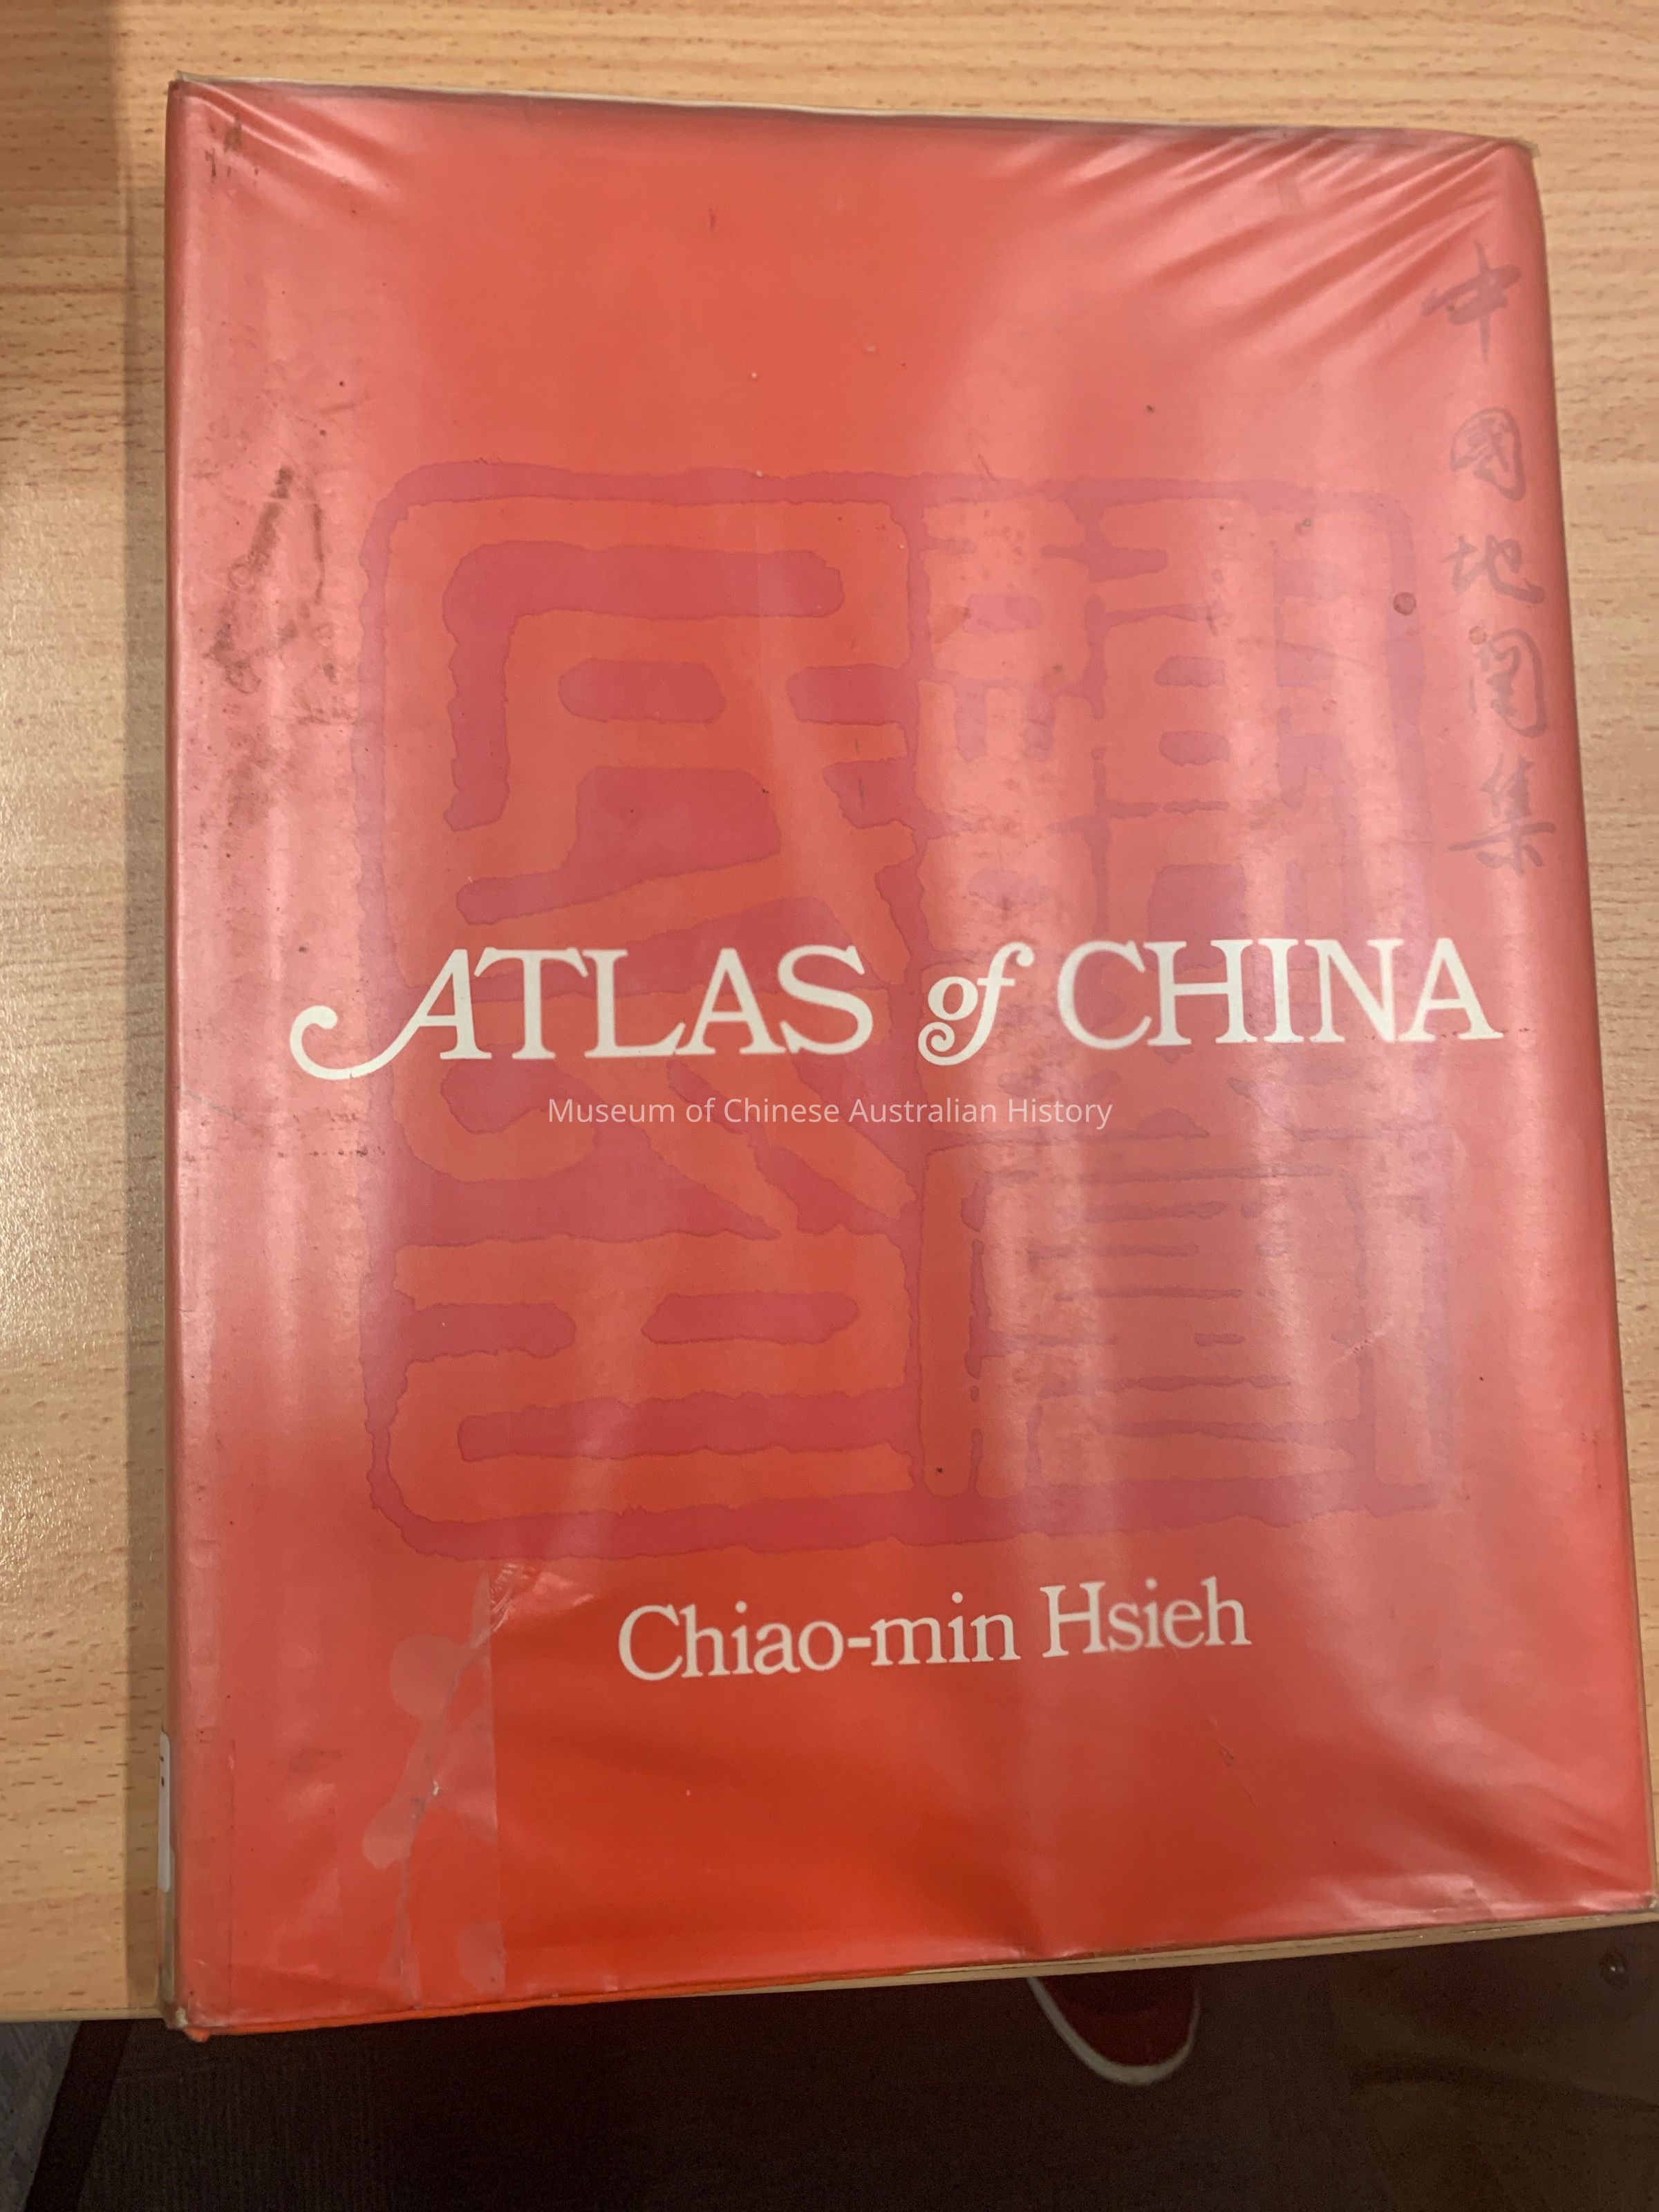 中國地圖集
ATLAS of CHINA
Museum of Chinese Australian History
Chiao-min Hsieh